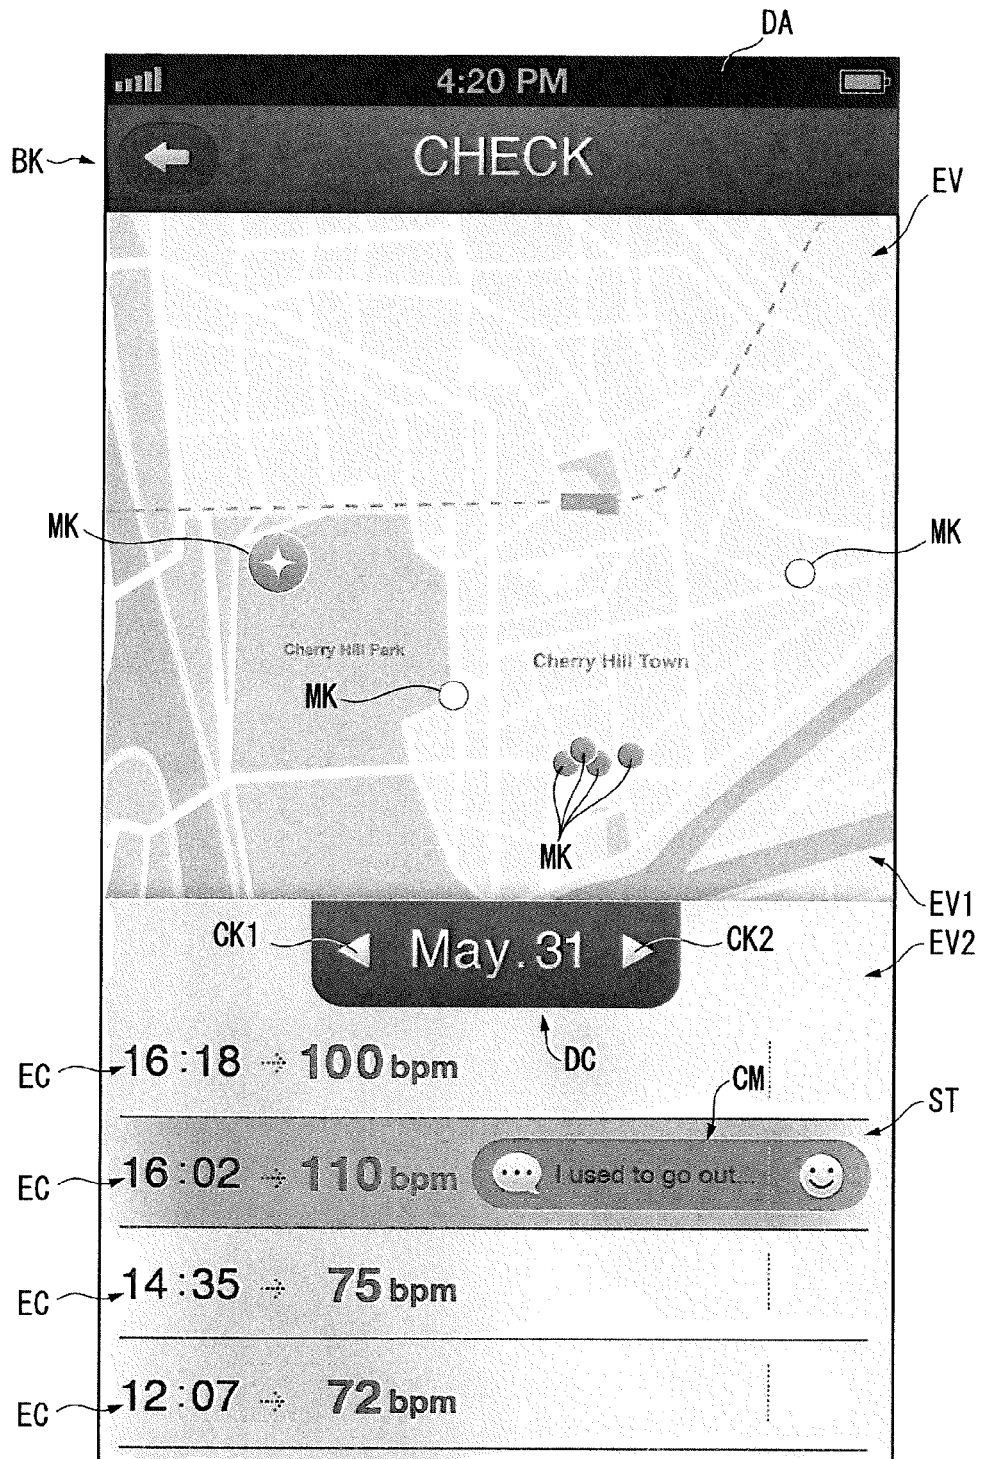 DA
4:20 PM
BK
CHECK
EV
MK
MK
Cherry Hill Park
Cherry Hill Town
MK
MK
EV1
CK1
May. 31
CK2
EV2
DC
EC
16:18 100 bpm
CM
ST
EC
16:02 110 bpm
I used to go out...
EC
14:35 75 bpm
EC
12:07 72 bpm